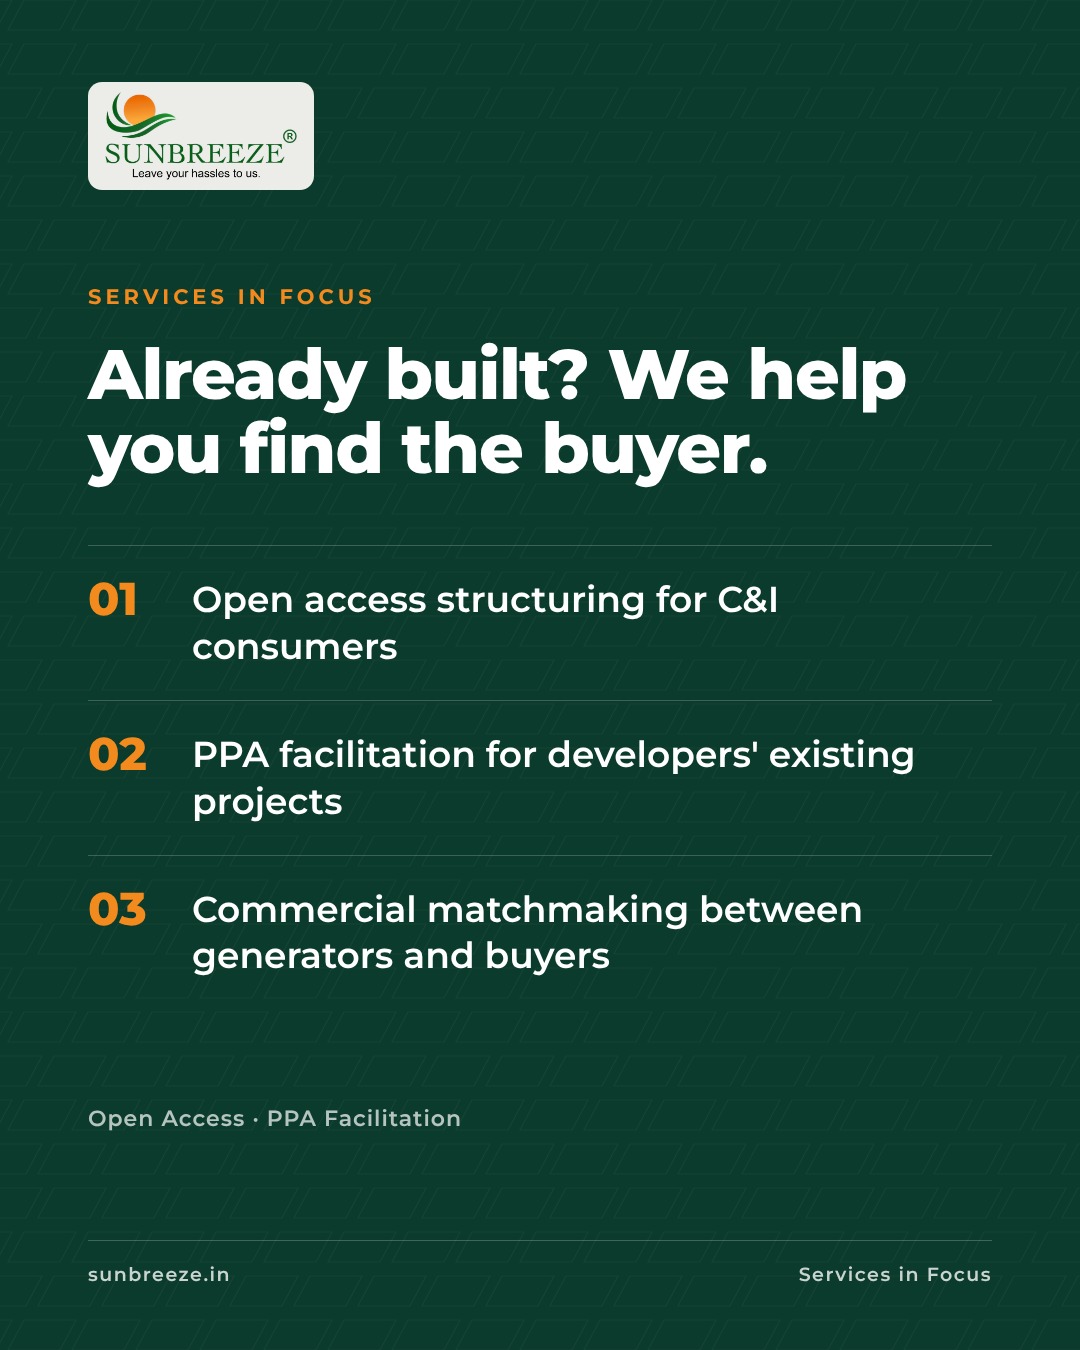 SUNBREEZE®
Leave your hassles to us.
SERVICES IN FOCUS
Already built? We help
you find the buyer.
01 Open access structuring for C&I
consumers
02 PPA facilitation for developers' existing
projects
03 Commercial matchmaking between
generators and buyers
Open Access · PPA Facilitation
sunbreeze.in Services in Focus